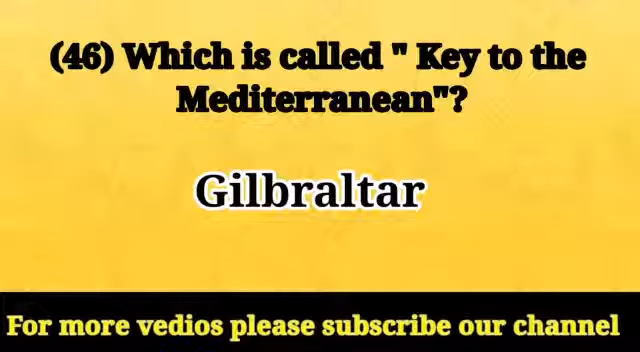 (46) Which is called " Key to the
Mediterranean"?
Gilbraltar
For more vedios please subscribe our channel